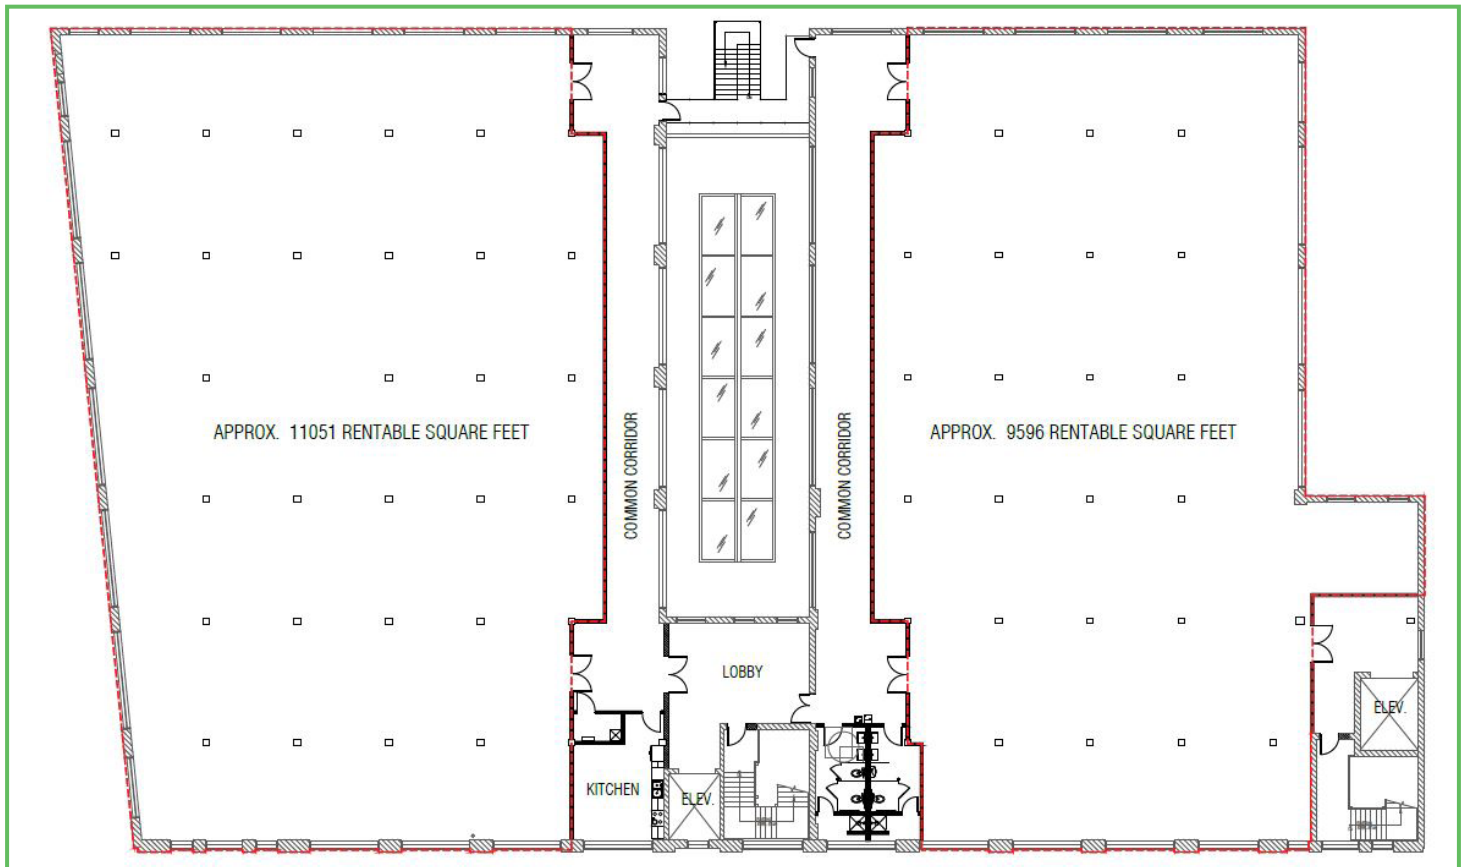 APPROX. 11051 RENTABLE SQUARE FEET
COMMON CORRIDOR
COMMON CORRIDOR
APPROX. 9596 RENTABLE SQUARE FEET
LOBBY
ELEV.
KITCHEN
ELEV.